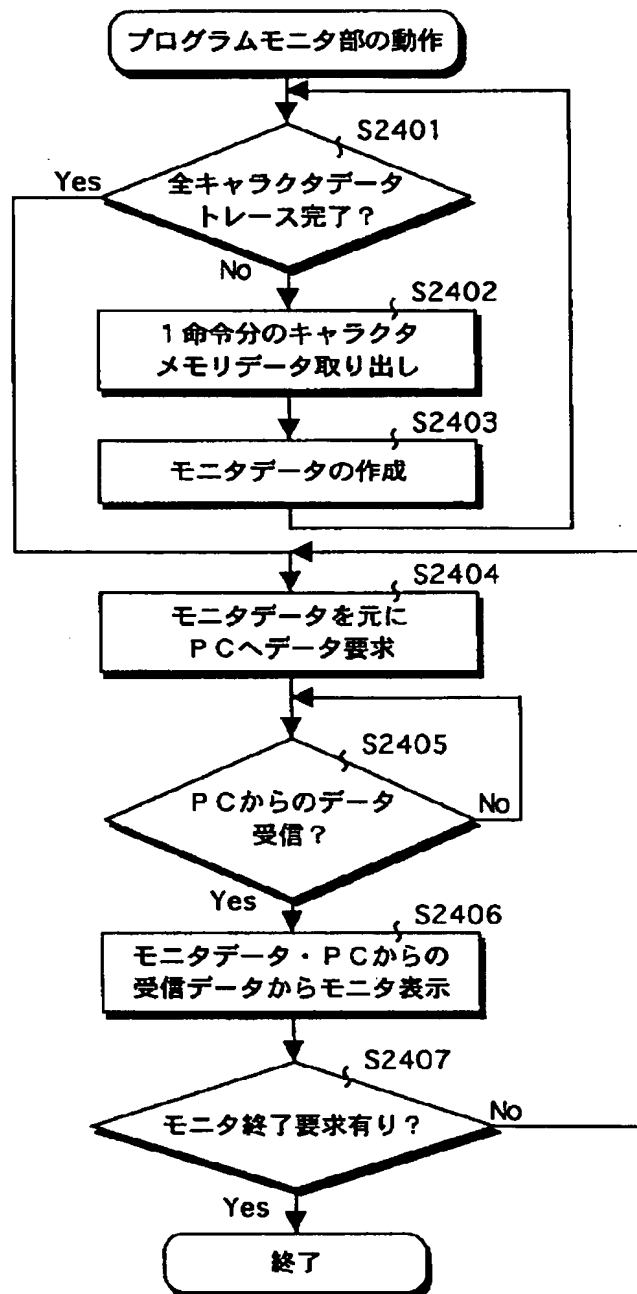 プログラムモニタ部の動作
S2401
Yes
全キャラクタデータ
トレース完了?
No
S2402
1命令分のキャラクタ
メモリデータ取り出し
S2403
モニタデータの作成
S2404
モニタデータを元に
PCへデータ要求
S2405
PCからのデータ
受信?
No
Yes
S2406
モニタデータ・PCからの
受信データからモニタ表示
S2407
モニタ終了要求有り?
No
Yes
終了